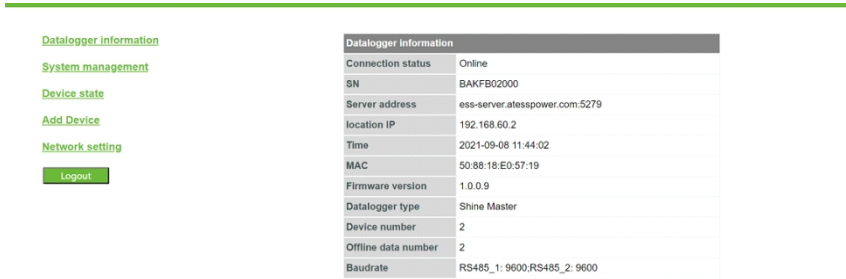 Datalogger information
System management
Device state
Add Device
Network setting
Logout
Datalogger information
Connection status Online
SN BAKFB02000
Server address ess-server.atesspower.com:5279
location IP 192.168.60.2
Time 2021-09-08 11:44:02
MAC 50:88:18:E0:57:19
Firmware version 1.0.0.9
Datalogger type Shine Master
Device number 2
Offline data number 2
Baudrate RS485_1: 9600;RS485_2: 9600